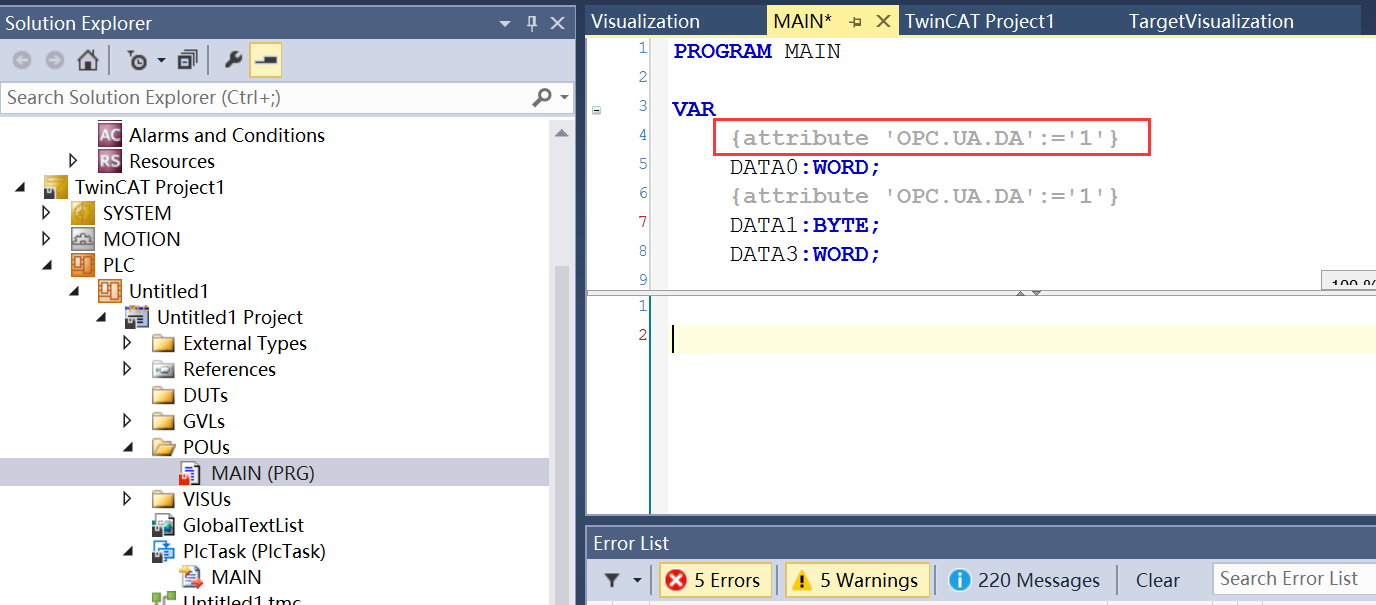 Solution Explorer
Search Solution Explorer (Ctrl+;)
AC Alarms and Conditions
RS Resources
TwinCAT Project1
SYSTEM
MOTION
PLC
Untitled1
Untitled1 Project
External Types
References
DUTs
GVLs
POUs
MAIN (PRG)
VISUs
GlobalTextList
PlcTask (PlcTask)
MAIN
Untitled1.tmc
Visualization MAIN* TwinCAT Project1 TargetVisualization
1 PROGRAM MAIN
2
3 VAR
4 {attribute 'OPC.UA.DA':='1'}
5 DATA0:WORD;
6 {attribute 'OPC.UA.DA':='1'}
7 DATA1:BYTE;
8 DATA3:WORD;
9
100 %
1
2
Error List
5 Errors 5 Warnings 220 Messages Clear Search Error List